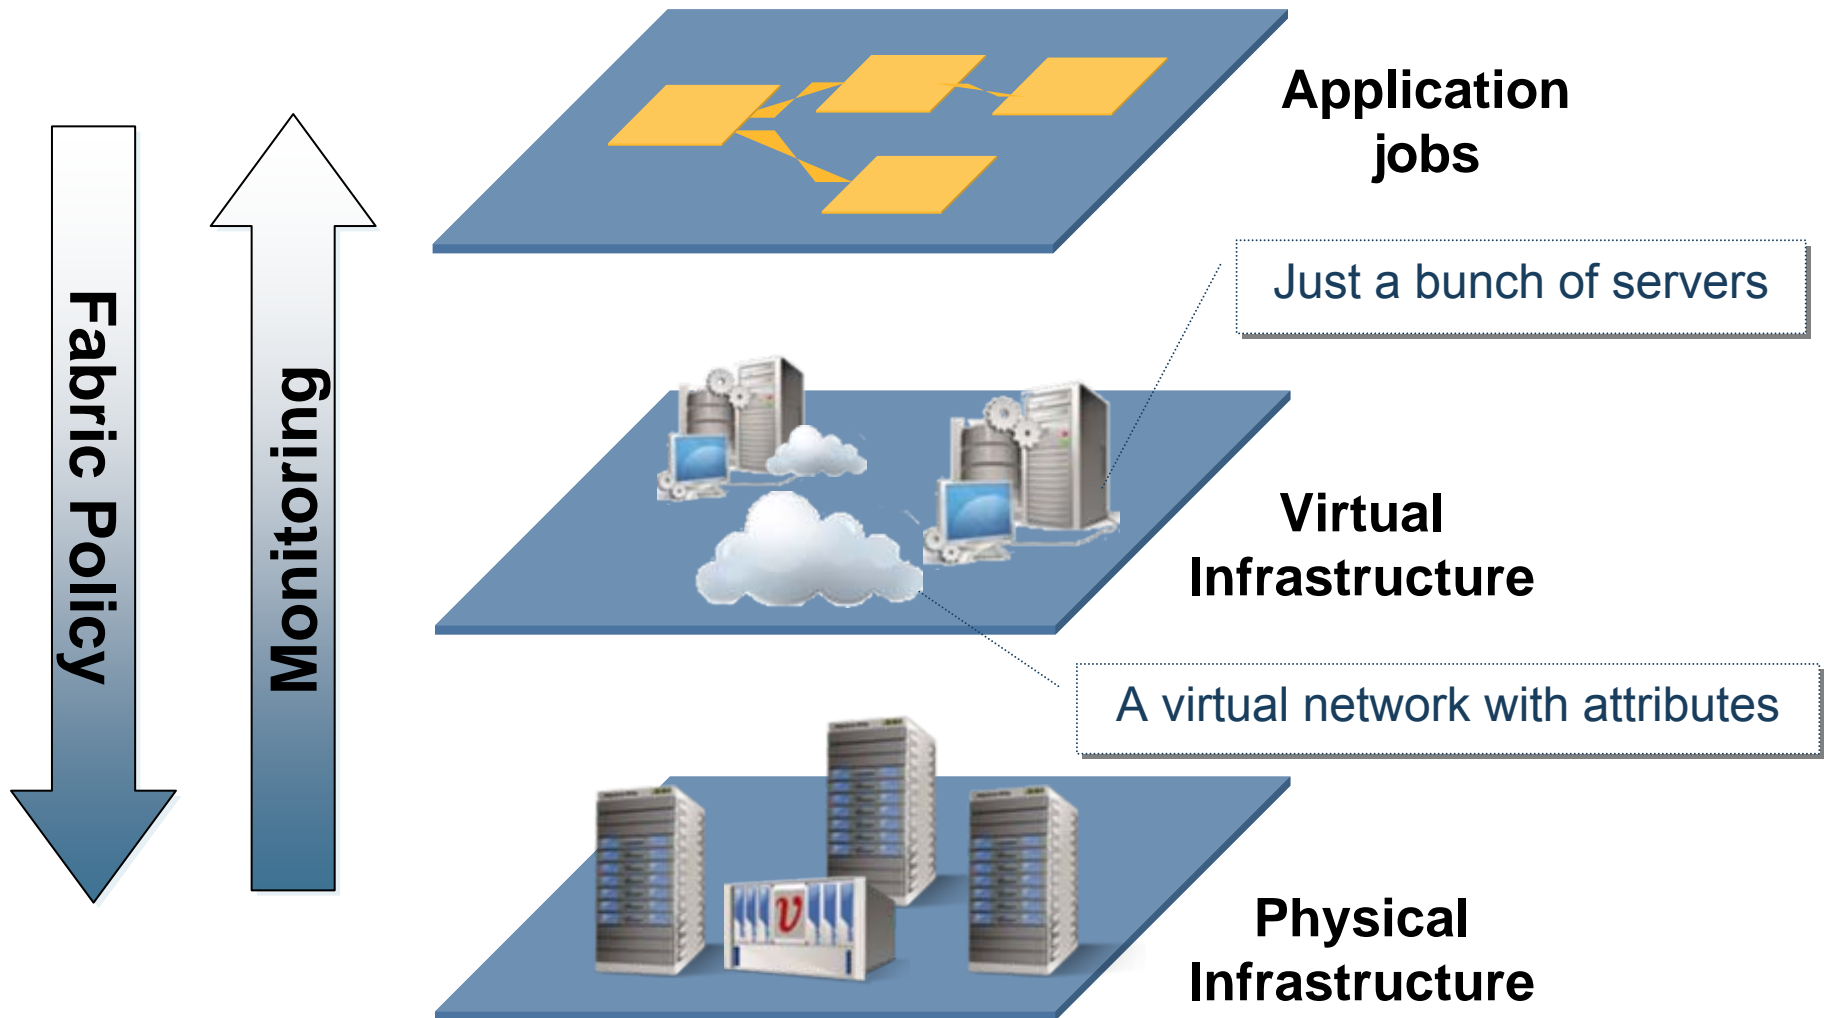 Application
jobs
Just a bunch of servers
Fabric Policy
Monitoring
Virtual
Infrastructure
A virtual network with attributes
v
Physical
Infrastructure